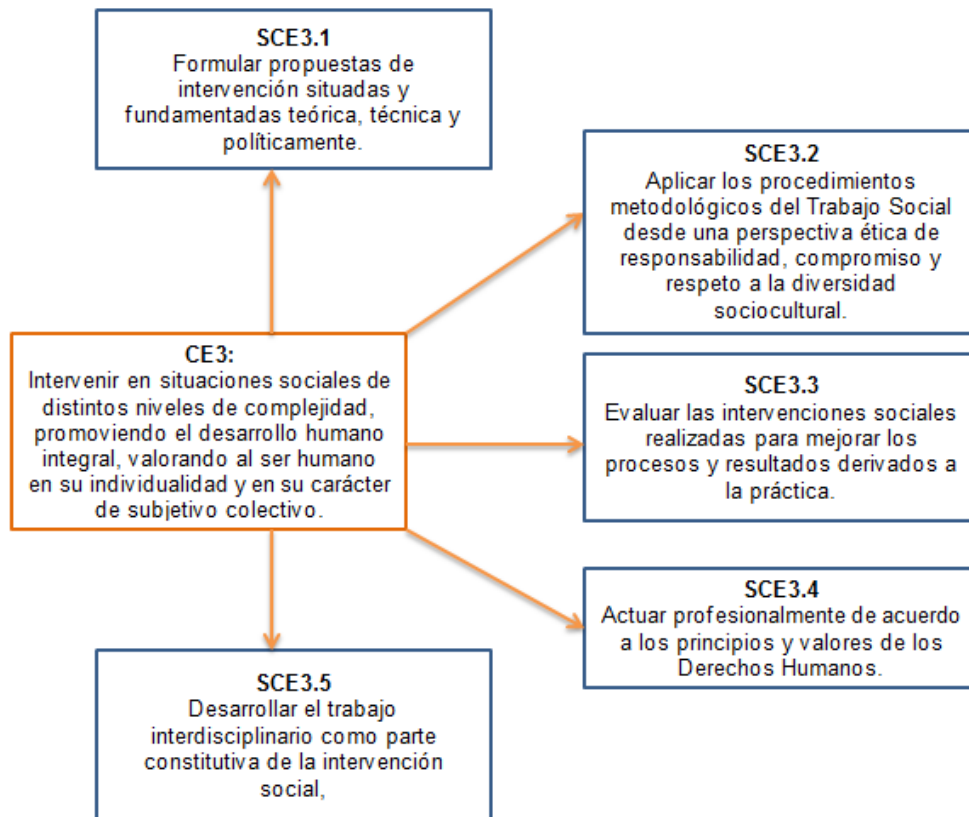 SCE3.1
Formular propuestas de
intervención situadas y
fundamentadas teórica, técnica y
políticamente.
SCE3.2
Aplicar los procedimientos
metodológicos del Trabajo Social
desde una perspectiva ética de
responsabilidad, compromiso y
respeto a la diversidad
sociocultural.
CE3:
Intervenir en situaciones sociales de
distintos niveles de complejidad,
promoviendo el desarrollo humano
integral, valorando al ser humano
en su individualidad y en su carácter
de subjetivo colectivo.
SCE3.3
Evaluar las intervenciones sociales
realizadas para mejorar los
procesos y resultados derivados a
la práctica.
SCE3.4
Actuar profesionalmente de acuerdo
a los principios y valores de los
Derechos Humanos.
SCE3.5
Desarrollar el trabajo
interdisciplinario como parte
constitutiva de la intervención
social,